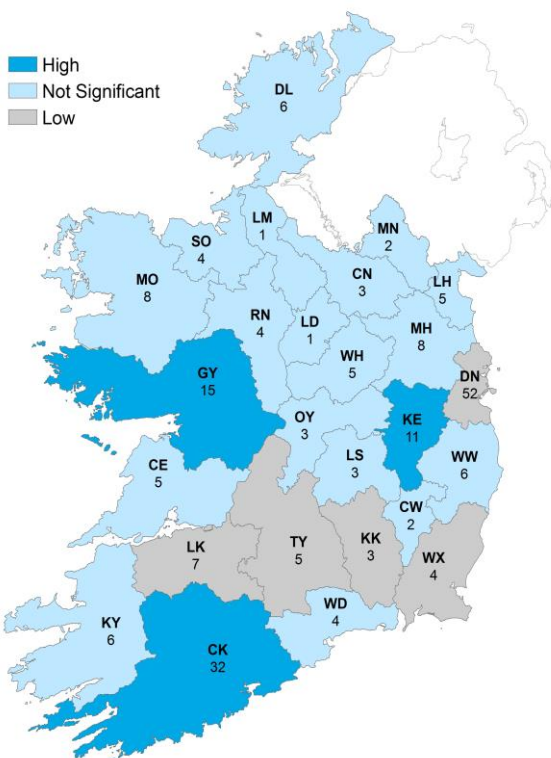 High
Not Significant
Low
DL
6
LM
1
SO
4
MN
2
MO
8
CN
3
LH
5
RN
4
LD
1
MH
8
WH
5
GY
15
DN
52
KE
11
OY
3
LS
3
WW
6
CE
5
CW
2
LK
7
TY
5
KK
3
WX
4
WD
4
KY
6
CK
32